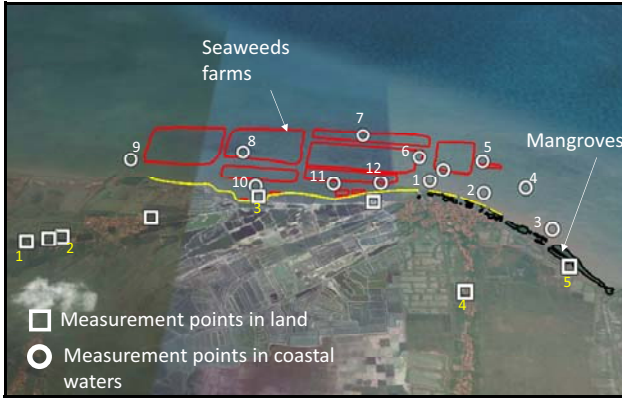 Seaweeds
farms
7
9
8
6
5
Mangroves
10
11
12
1
2
4
3
3
1
2
5
4
Measurement points in land
Measurement points in coastal
waters